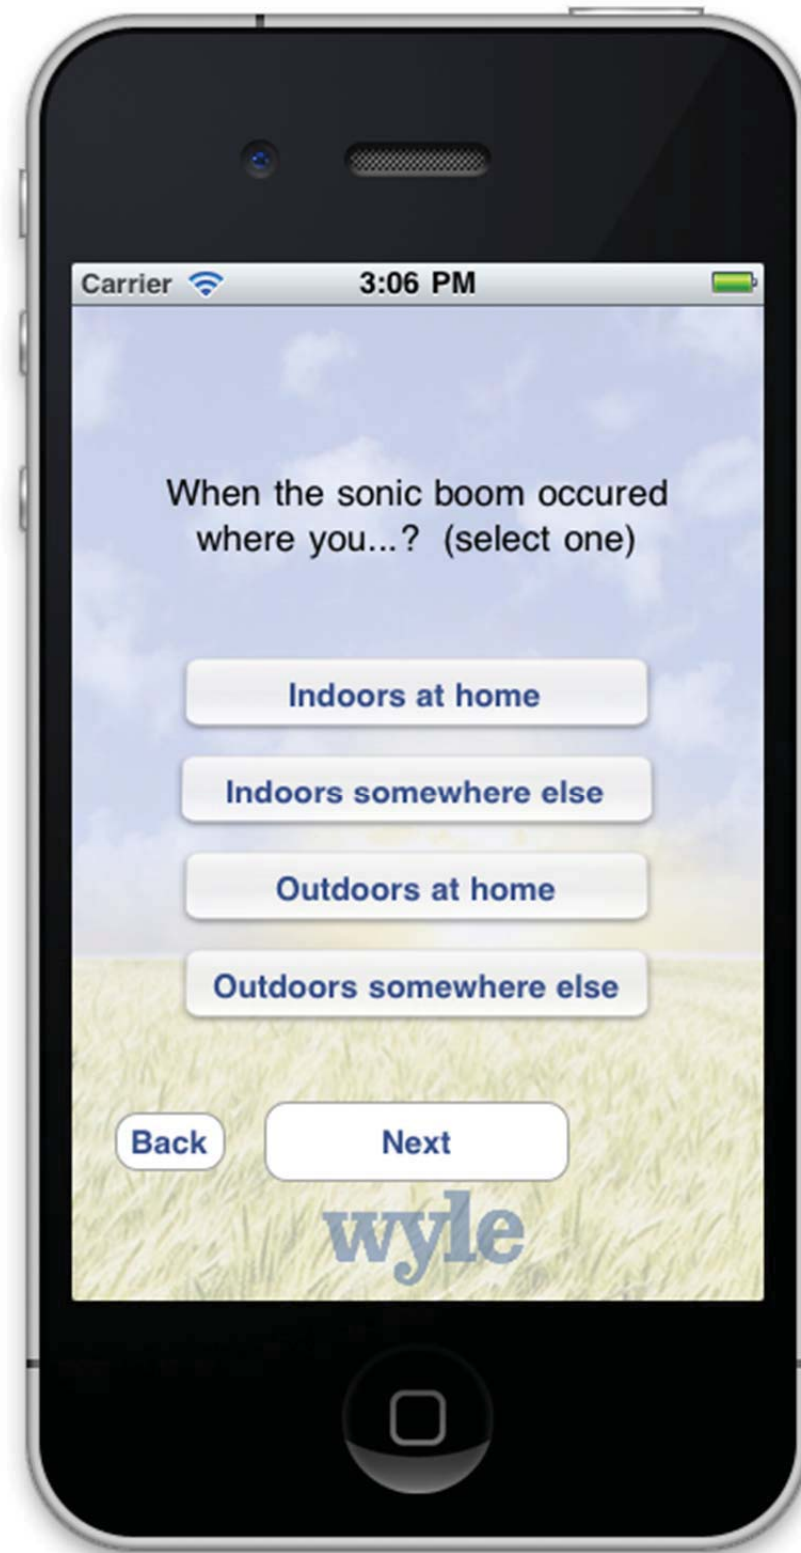 Carrier 3:06 PM
When the sonic boom occured
where you...? (select one)
Indoors at home
Indoors somewhere else
Outdoors at home
Outdoors somewhere else
Back Next
wyle